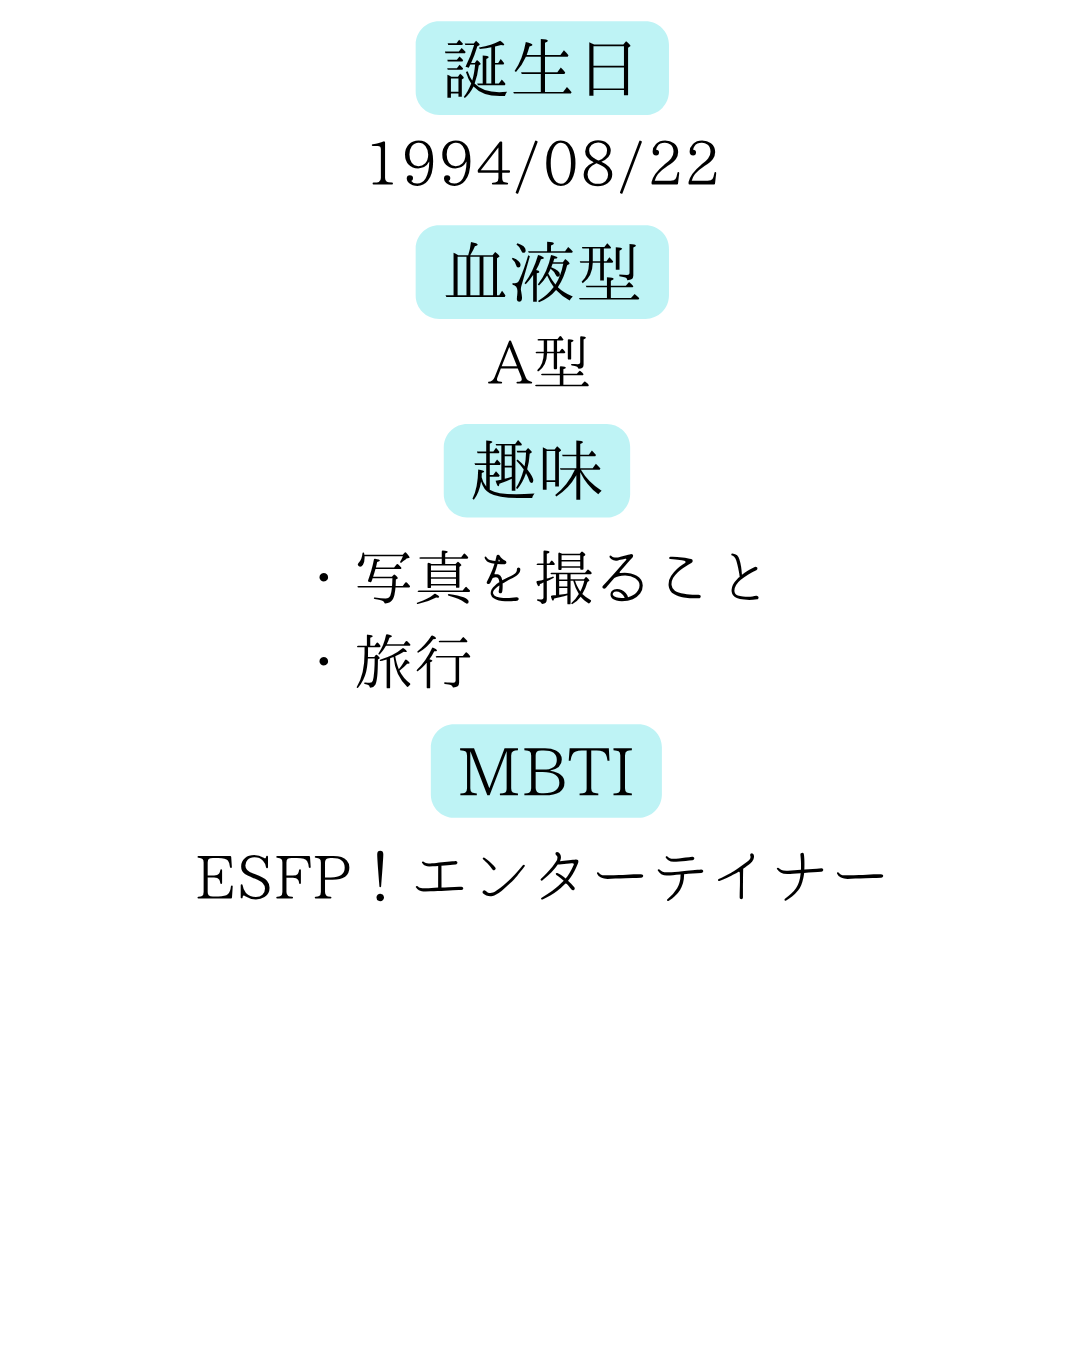 誕生日
1994/08/22
血液型
A型
趣味
・写真を撮ること
・旅行
MBTI
ESFP！エンターテイナー